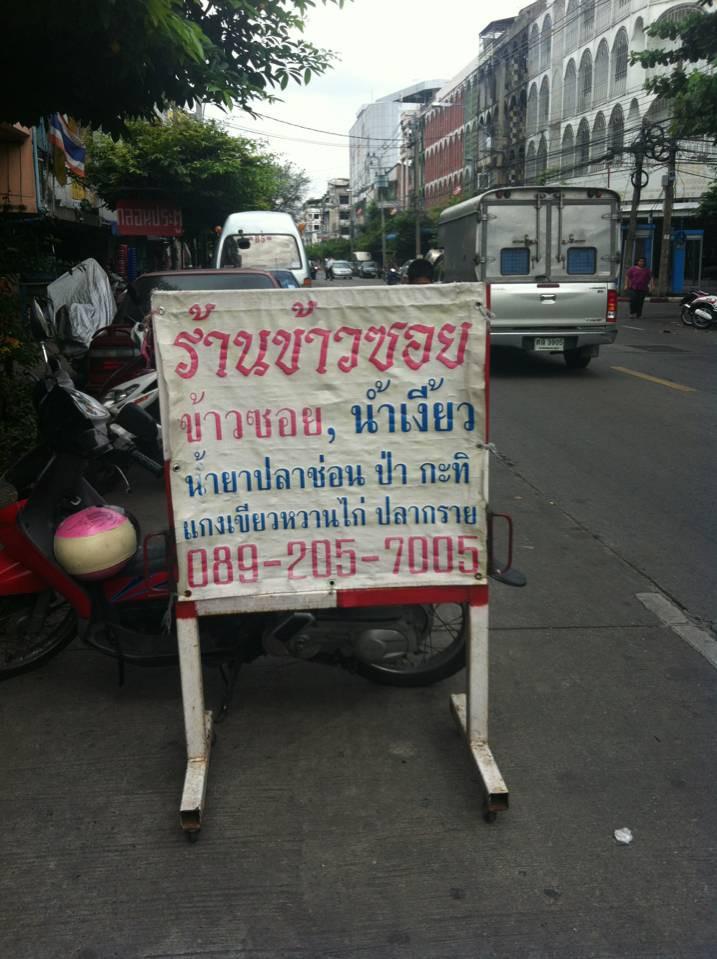 ร้านข้าวซอย
ข้าวซอย, น้ำเงี้ยว
น้ำยาปลาช่อน ป่า กะทิ
แกงเขียวหวานไก่ ปลากราย
089-205-7005